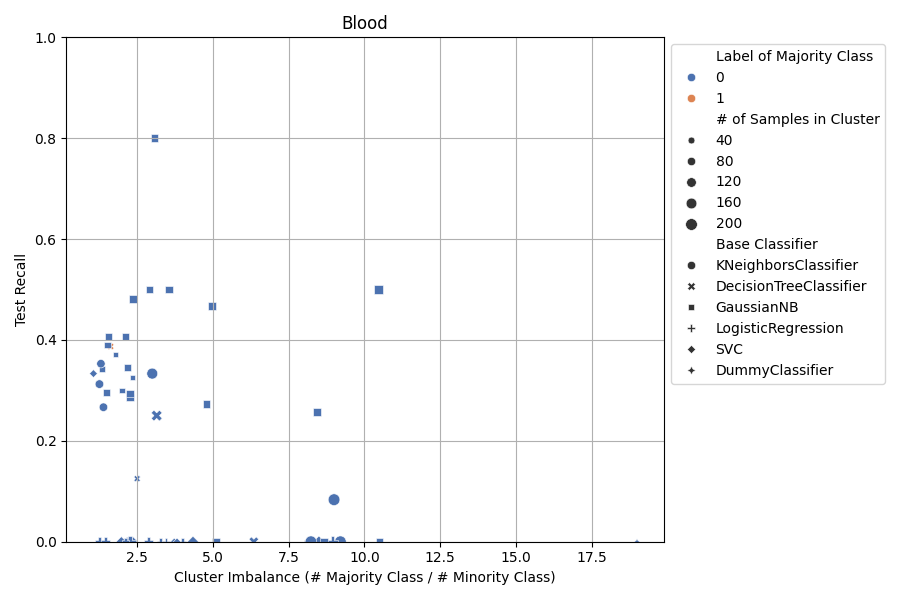 Blood
1.0
0.8
0.6
0.4
0.2
0.0
Test Recall
2.5 5.0 7.5 10.0 12.5 15.0 17.5
Cluster Imbalance (# Majority Class / # Minority Class)
Label of Majority Class
0
1
# of Samples in Cluster
40
80
120
160
200
Base Classifier
KNeighborsClassifier
DecisionTreeClassifier
GaussianNB
LogisticRegression
SVC
DummyClassifier